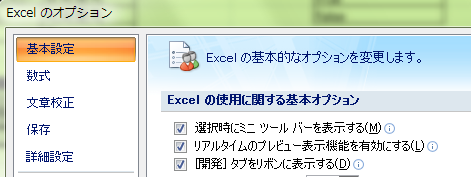 Excel のオプション
基本設定
数式
文章校正
保存
詳細設定
Excel の基本的なオプションを変更します。
Excel の使用に関する基本オプション
選択時にミニ ツール バーを表示する(M)
リアルタイムのプレビュー表示機能を有効にする(L)
[開発] タブをリボンに表示する(D)